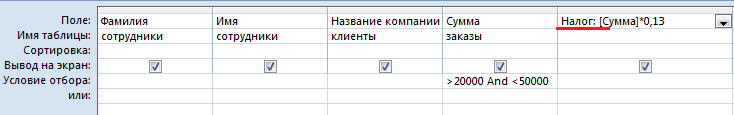 Поле: Фамилия Имя Название компании Сумма Налог: [Сумма]*0,13
Имя таблицы: сотрудники сотрудники клиенты заказы
Сортировка:
Вывод на экран:
Условие отбора: >20000 And <50000
или: